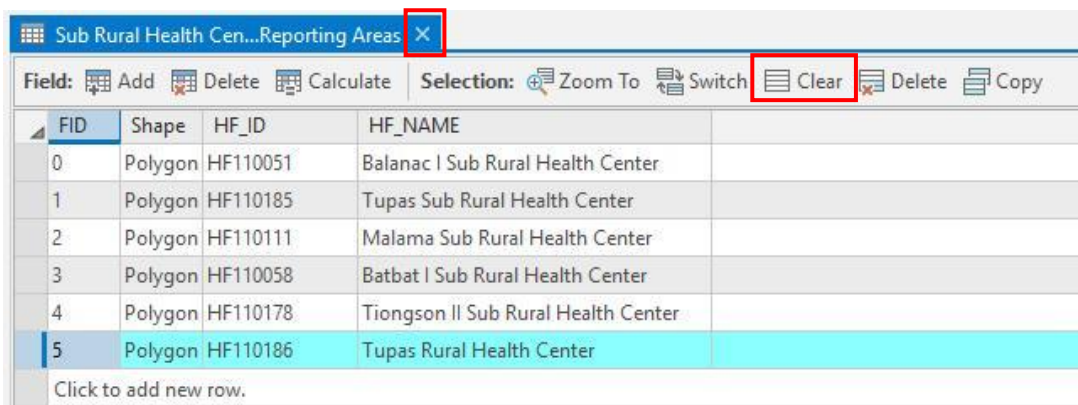 Sub Rural Health Cen...Reporting Areas ×
Field: Add Delete Calculate Selection: Zoom To Switch Clear Delete Copy
FID Shape HF_ID HF_NAME
0 Polygon HF110051 Balanac I Sub Rural Health Center
1 Polygon HF110185 Tupas Sub Rural Health Center
2 Polygon HF110111 Malama Sub Rural Health Center
3 Polygon HF110058 Batbat I Sub Rural Health Center
4 Polygon HF110178 Tiongson II Sub Rural Health Center
5 Polygon HF110186 Tupas Rural Health Center
Click to add new row.